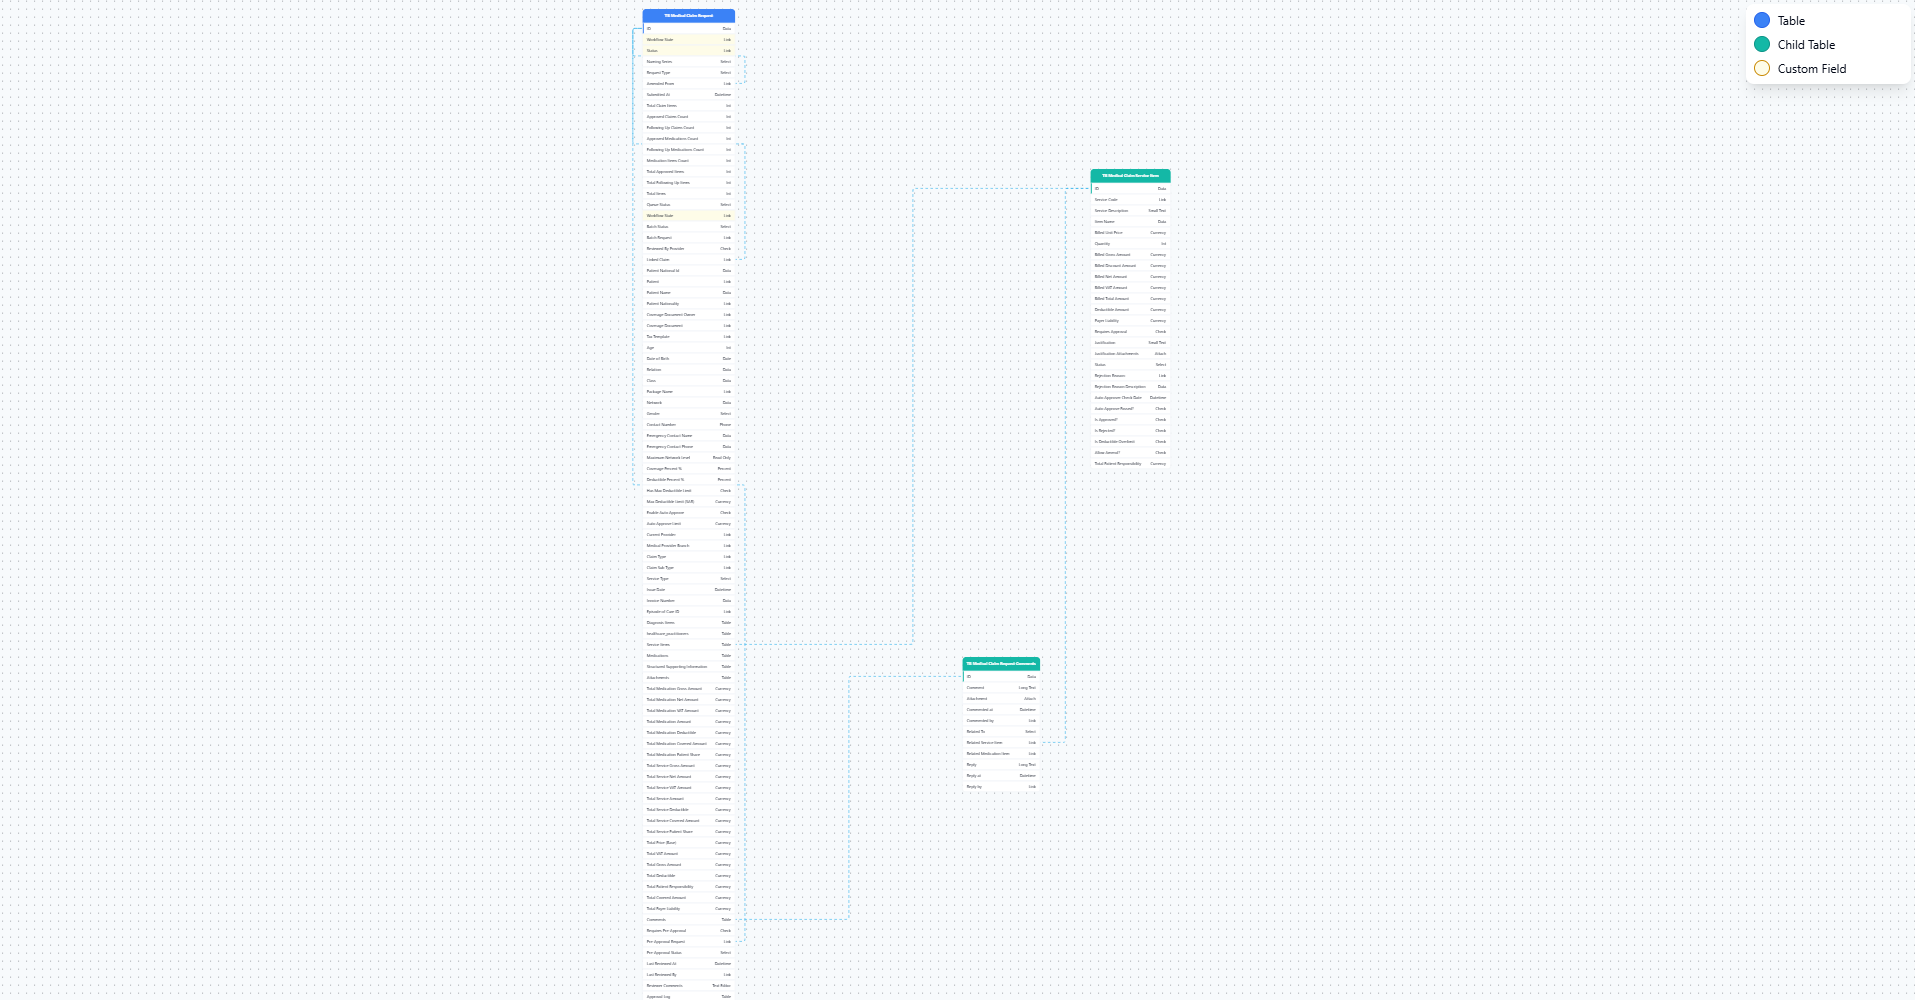 TB Medical Claim Request
ID Data
Workflow State Link
Status Link
Naming Series Select
Request Type Select
Amended From Link
Submitted At Datetime
Total Claim Items Int
Approved Claims Count Int
Following Up Claims Count Int
Approved Medications Count Int
Following Up Medications Count Int
Medication Items Count Int
Total Approved Items Int
Total Following Up Items Int
Total Items Int
Queue Status Select
Workflow State Link
Batch Status Select
Batch Request Link
Reviewed By Provider Check
Linked Claim Link
Patient National Id Data
Patient Link
Patient Name Data
Patient Nationality Link
Coverage Document Owner Link
Coverage Document Link
Tax Template Link
Age Int
Date of Birth Date
Relation Data
Class Data
Package Name Link
Network Data
Gender Select
Contact Number Phone
Emergency Contact Name Data
Emergency Contact Phone Data
Maximum Network Level Read Only
Coverage Percent % Percent
Deductible Percent % Percent
Has Max Deductible Limit Check
Max Deductible Limit (SAR) Currency
Enable Auto Approve Check
Auto Approve Limit Currency
Current Provider Link
Medical Provider Branch Link
Claim Type Link
Claim Sub Type Link
Service Type Select
Issue Date Datetime
Invoice Number Data
Episode of Care ID Link
Diagnosis Items Table
healthcare_practitioners Table
Service Items Table
Medications Table
Structured Supporting Information Table
Attachments Table
Total Medication Gross Amount Currency
Total Medication Net Amount Currency
Total Medication VAT Amount Currency
Total Medication Amount Currency
Total Medication Deductible Currency
Total Medication Covered Amount Currency
Total Medication Patient Share Currency
Total Service Gross Amount Currency
Total Service Net Amount Currency
Total Service VAT Amount Currency
Total Service Amount Currency
Total Service Deductible Currency
Total Service Covered Amount Currency
Total Service Patient Share Currency
Total Price (Base) Currency
Total VAT Amount Currency
Total Gross Amount Currency
Total Deductible Currency
Total Patient Responsibility Currency
Total Covered Amount Currency
Total Payer Liability Currency
Comments Table
Requires Pre Approval Check
Pre Approval Request Link
Pre Approval Status Select
Last Reviewed At Datetime
Last Reviewed By Link
Reviewer Comments Text Editor
Approval Log Table
TB Medical Claim Service Item
ID Data
Service Code Link
Service Description Small Text
Item Name Data
Billed Unit Price Currency
Quantity Int
Billed Gross Amount Currency
Billed Discount Amount Currency
Billed Net Amount Currency
Billed VAT Amount Currency
Billed Total Amount Currency
Deductible Amount Currency
Payer Liability Currency
Requires Approval Check
Justification Small Text
Justification Attachments Attach
Status Select
Rejection Reason Link
Rejection Reason Description Data
Auto Approve Check Date Datetime
Auto Approve Passed? Check
Is Approved? Check
Is Rejected? Check
Is Deductible Overlimit Check
Allow Amend? Check
Total Patient Responsibility Currency
TB Medical Claim Request Comments
ID Data
Comment Long Text
Attachment Attach
Commented at Datetime
Commented by Link
Related To Select
Related Service Item Link
Related Medication Item Link
Reply Long Text
Reply at Datetime
Reply by Link
Table
Child Table
Custom Field